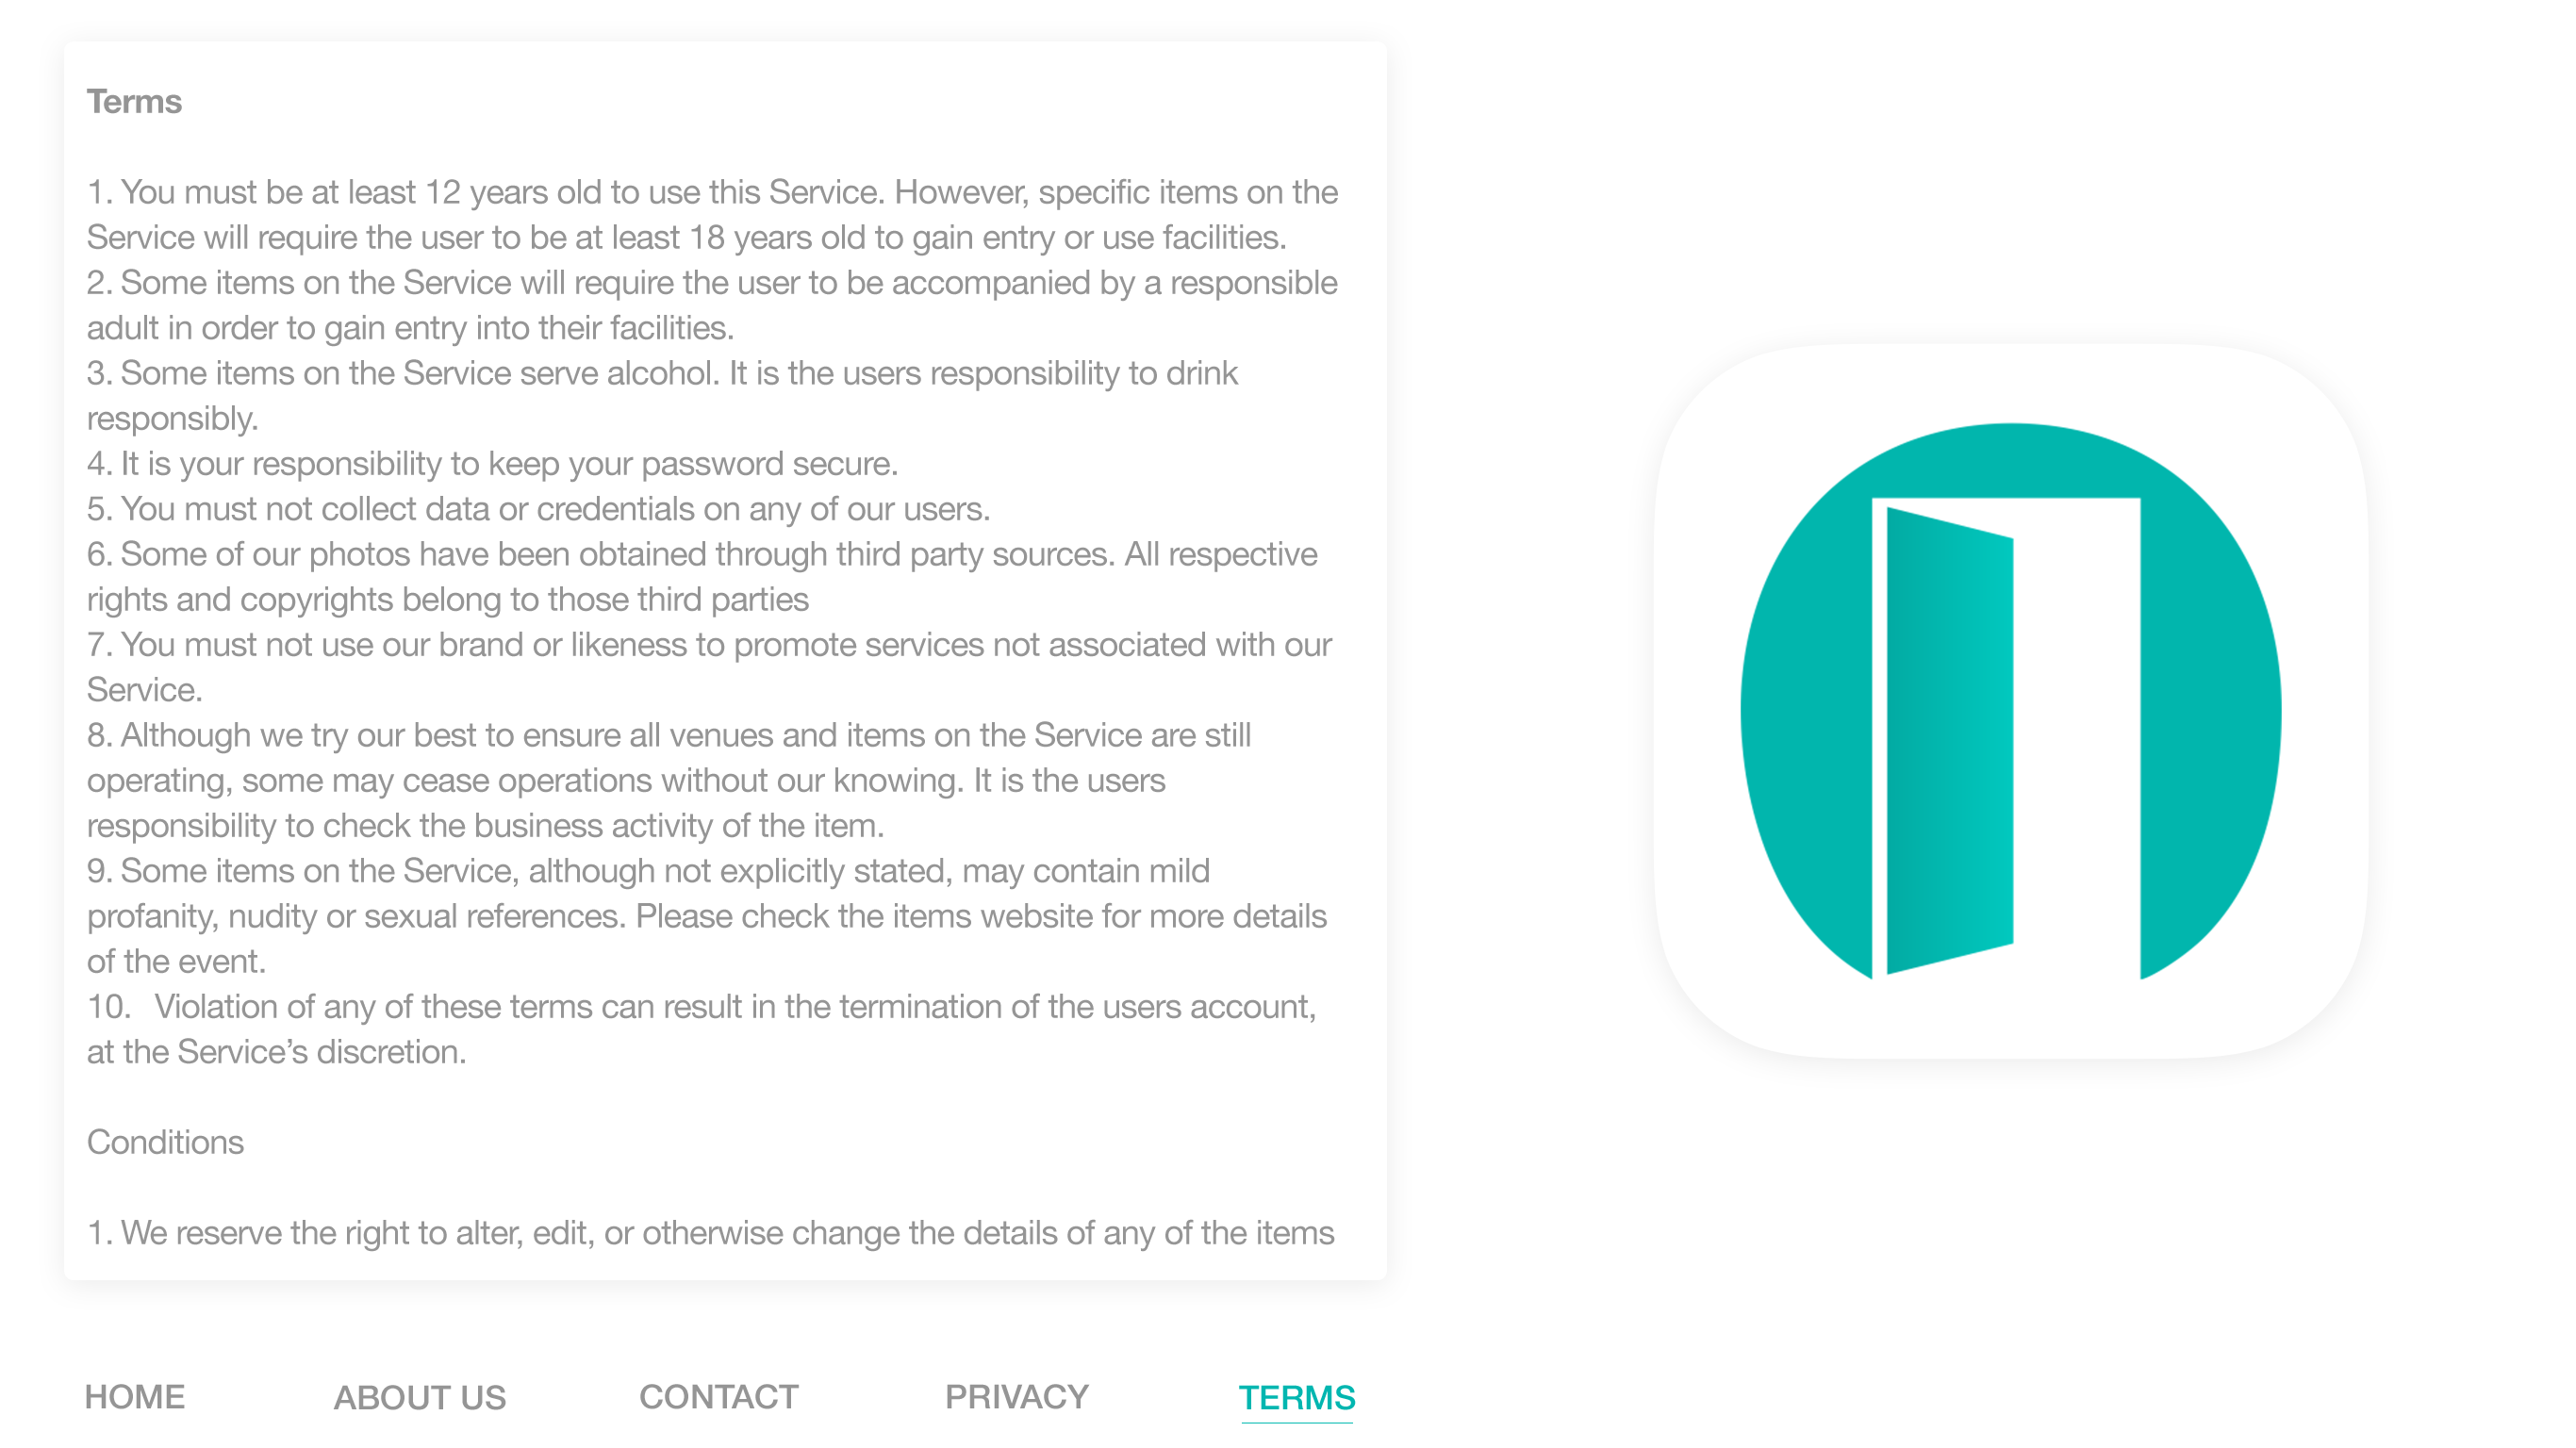 Terms
1. You must be at least 12 years old to use this Service. However, specific items on the
Service will require the user to be at least 18 years old to gain entry or use facilities.
2. Some items on the Service will require the user to be accompanied by a responsible
adult in order to gain entry into their facilities.
3. Some items on the Service serve alcohol. It is the users responsibility to drink
responsibly.
4. It is your responsibility to keep your password secure.
5. You must not collect data or credentials on any of our users.
6. Some of our photos have been obtained through third party sources. All respective
rights and copyrights belong to those third parties
7. You must not use our brand or likeness to promote services not associated with our
Service.
8. Although we try our best to ensure all venues and items on the Service are still
operating, some may cease operations without our knowing. It is the users
responsibility to check the business activity of the item.
9. Some items on the Service, although not explicitly stated, may contain mild
profanity, nudity or sexual references. Please check the items website for more details
of the event.
10.   Violation of any of these terms can result in the termination of the users account,
at the Service’s discretion.
Conditions
1. We reserve the right to alter, edit, or otherwise change the details of any of the items
HOME ABOUT US CONTACT PRIVACY TERMS